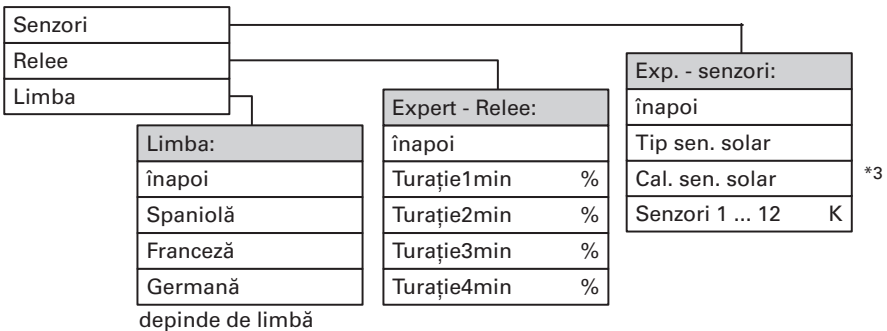 Senzori
Relee
Limba
Limba:
înapoi
Spaniolă
Franceză
Germană
depinde de limbă
Expert - Relee:
înapoi
Turație1min %
Turație2min %
Turație3min %
Turație4min %
Exp. - senzori:
înapoi
Tip sen. solar
Cal. sen. solar *3
Senzori 1 ... 12 K